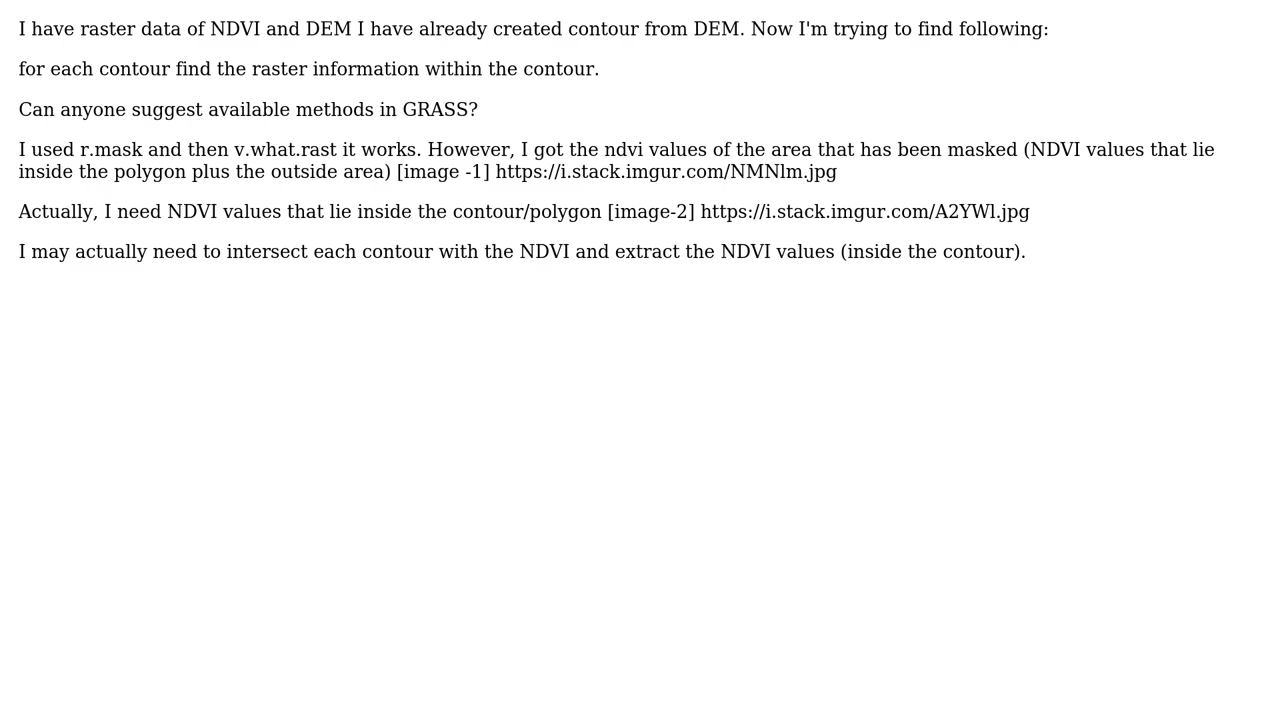 I have raster data of NDVI and DEM I have already created contour from DEM. Now I'm trying to find following:
for each contour find the raster information within the contour.
Can anyone suggest available methods in GRASS?
I used r.mask and then v.what.rast it works. However, I got the ndvi values of the area that has been masked (NDVI values that lie
inside the polygon plus the outside area) [image -1] https://i.stack.imgur.com/NMNlm.jpg
Actually, I need NDVI values that lie inside the contour/polygon [image-2] https://i.stack.imgur.com/A2YWl.jpg
I may actually need to intersect each contour with the NDVI and extract the NDVI values (inside the contour).